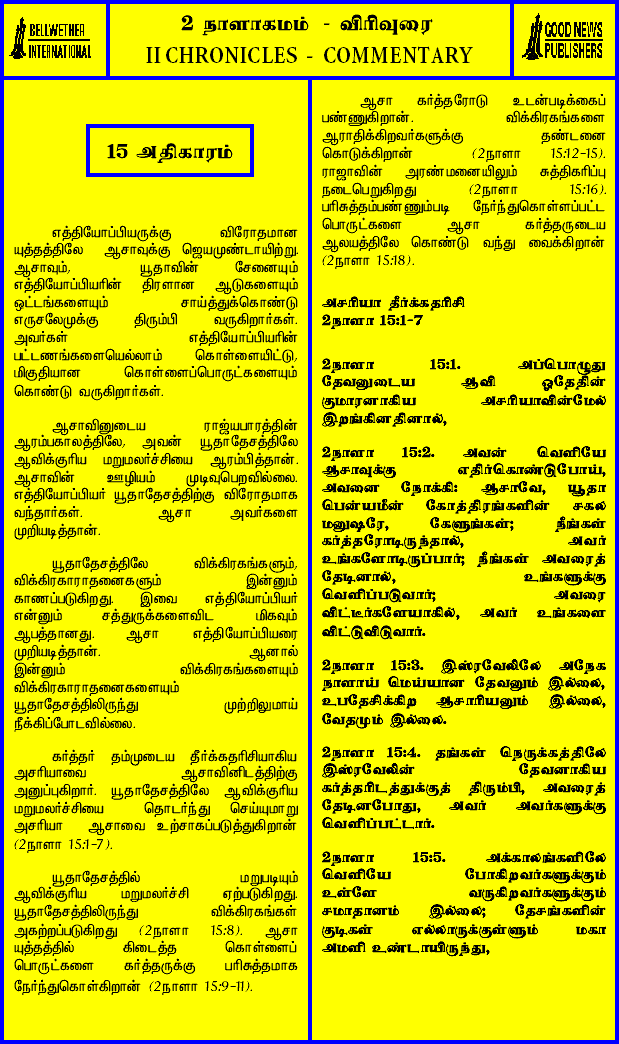 BELLWETHER
INTERNATIONAL
2 நாளாகமம் - விரிவுரை
II CHRONICLES - COMMENTARY
GOOD NEWS
PUBLISHERS
15 அதிகாரம்
எத்தியோப்பியருக்கு விரோதமான
யுத்தத்திலே ஆசாவுக்கு ஜெயமுண்டாயிற்று.
ஆசாவும், யூதாவின் சேனையும்
எத்தியோப்பியரின் திரளான ஆடுகளையும்
ஒட்டகங்களையும் சாய்த்துக்கொண்டு
எருசலேமுக்கு திரும்பி வருகிறார்கள்.
அவர்கள் எத்தியோப்பியரின்
பட்டணங்களையெல்லாம் கொள்ளையிட்டு,
மிகுதியான கொள்ளைப்பொருட்களையும்
கொண்டு வருகிறார்கள்.
ஆசாவினுடைய ராஜ்யபாரத்தின்
ஆரம்பகாலத்திலே, அவன் யூதாதேசத்திலே
ஆவிக்குரிய மறுமலர்ச்சியை ஆரம்பித்தான்.
ஆசாவின் ஊழியம் முடிவுபெறவில்லை.
எத்தியோப்பியர் யூதாதேசத்திற்கு விரோதமாக
வந்தார்கள். ஆசா அவர்களை
முறியடித்தான்.
யூதாதேசத்திலே விக்கிரகங்களும்,
விக்கிரகாராதனைகளும் இன்னும்
காணப்படுகிறது. இவை எத்தியோப்பியர்
என்னும் சத்துருக்களைவிட மிகவும்
ஆபத்தானது. ஆசா எத்தியோப்பியரை
முறியடித்தான். ஆனால்
இன்னும் விக்கிரகங்களையும்
விக்கிரகாராதனைகளையும்
யூதாதேசத்திலிருந்து முற்றிலுமாய்
நீக்கிப்போடவில்லை.
கர்த்தர் தம்முடைய தீர்க்கதரிசியாகிய
அசரியாவை ஆசாவினிடத்திற்கு
அனுப்புகிறார். யூதாதேசத்திலே ஆவிக்குரிய
மறுமலர்ச்சியை தொடர்ந்து செய்யுமாறு
அசரியா ஆசாவை உற்சாகப்படுத்துகிறான்
(2நாளா 15:1-7).
யூதாதேசத்தில் மறுபடியும்
ஆவிக்குரிய மறுமலர்ச்சி ஏற்படுகிறது.
யூதாதேசத்திலிருந்து விக்கிரகங்கள்
அகற்றப்படுகிறது (2நாளா 15:8). ஆசா
யுத்தத்தில் கிடைத்த கொள்ளைப்
பொருட்களை கர்த்தருக்கு பரிசுத்தமாக
நேர்ந்துகொள்கிறான் (2நாளா 15:9-11).
ஆசா கர்த்தரோடு உடன்படிக்கைப்
பண்ணுகிறான். விக்கிரகங்களை
ஆராதிக்கிறவர்களுக்கு தண்டனை
கொடுக்கிறான் (2நாளா 15:12-15).
ராஜாவின் அரண்மனையிலும் சுத்திகரிப்பு
நடைபெறுகிறது (2நாளா 15:16).
பரிசுத்தம்பண்ணும்படி நேர்ந்துகொள்ளப்பட்ட
பொருட்களை ஆசா கர்த்தருடைய
ஆலயத்திலே கொண்டு வந்து வைக்கிறான்
(2நாளா 15:18).
அசரியா தீர்க்கதரிசி
2நாளா 15:1-7
2நாளா 15:1. அப்பொழுது
தேவனுடைய ஆவி ஓதேதின்
குமாரனாகிய அசரியாவின்மேல்
இறங்கினதினால்,
2நாளா 15:2. அவன் வெளியே
ஆசாவுக்கு எதிர்கொண்டுபோய்,
அவனை நோக்கி: ஆசாவே, யூதா
பென்யமீன் கோத்திரங்களின் சகல
மனுஷரே, கேளுங்கள்; நீங்கள்
கர்த்தரோடிருந்தால், அவர்
உங்களோடிருப்பார்; நீங்கள் அவரைத்
தேடினால், உங்களுக்கு
வெளிப்படுவார்; அவரை
விட்டீர்களேயாகில், அவர் உங்களை
விட்டுவிடுவார்.
2நாளா 15:3. இஸ்ரவேலிலே அநேக
நாளாய் மெய்யான தேவனும் இல்லை,
உபதேசிக்கிற ஆசாரியனும் இல்லை,
வேதமும் இல்லை.
2நாளா 15:4. தங்கள் நெருக்கத்திலே
இஸ்ரவேலின் தேவனாகிய
கர்த்தரிடத்துக்குத் திரும்பி, அவரைத்
தேடினபோது, அவர் அவர்களுக்கு
வெளிப்பட்டார்.
2நாளா 15:5. அக்காலங்களிலே
வெளியே போகிறவர்களுக்கும்
உள்ளே வருகிறவர்களுக்கும்
சமாதானம் இல்லை; தேசங்களின்
குடிகள் எல்லாருக்குள்ளும் மகா
அமளி உண்டாயிருந்து,